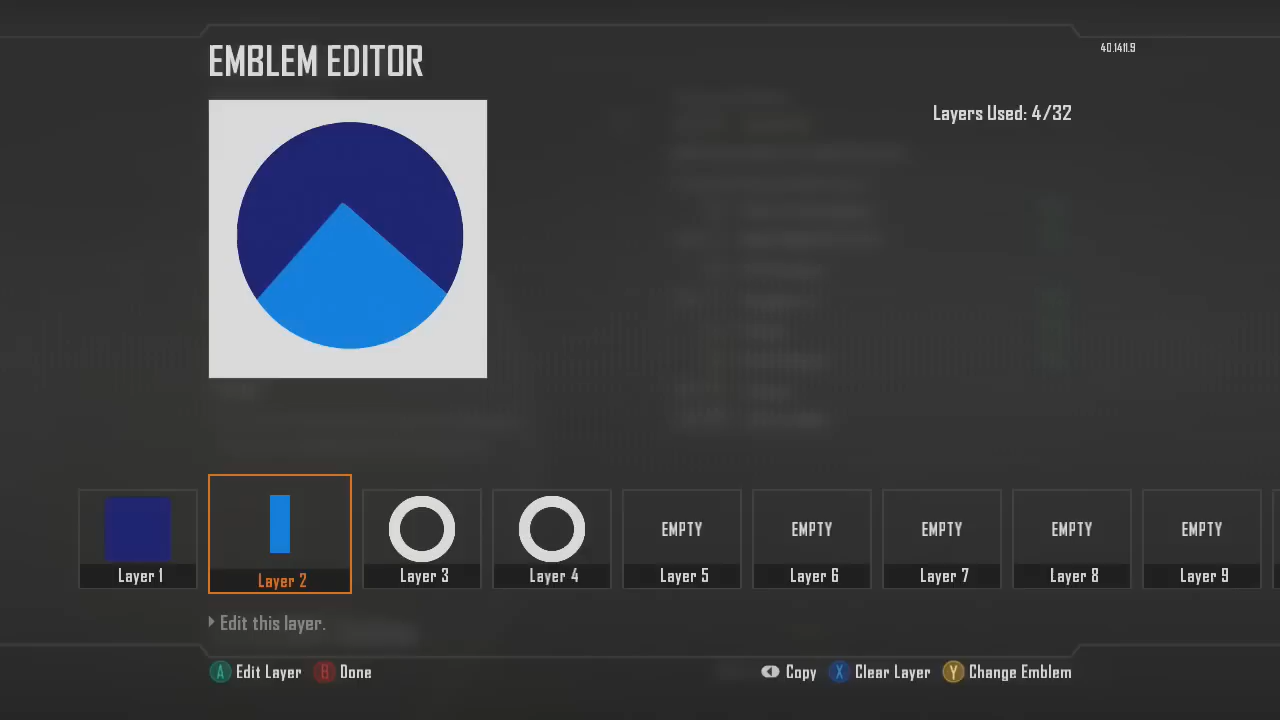 EMBLEM EDITOR
40.1411.9
Layers Used: 4/32
EMPTY EMPTY EMPTY EMPTY EMPTY
Layer 1 Layer 2 Layer 3 Layer 4 Layer 5 Layer 6 Layer 7 Layer 8 Layer 9
Edit this layer.
A Edit Layer B Done Copy X Clear Layer Y Change Emblem